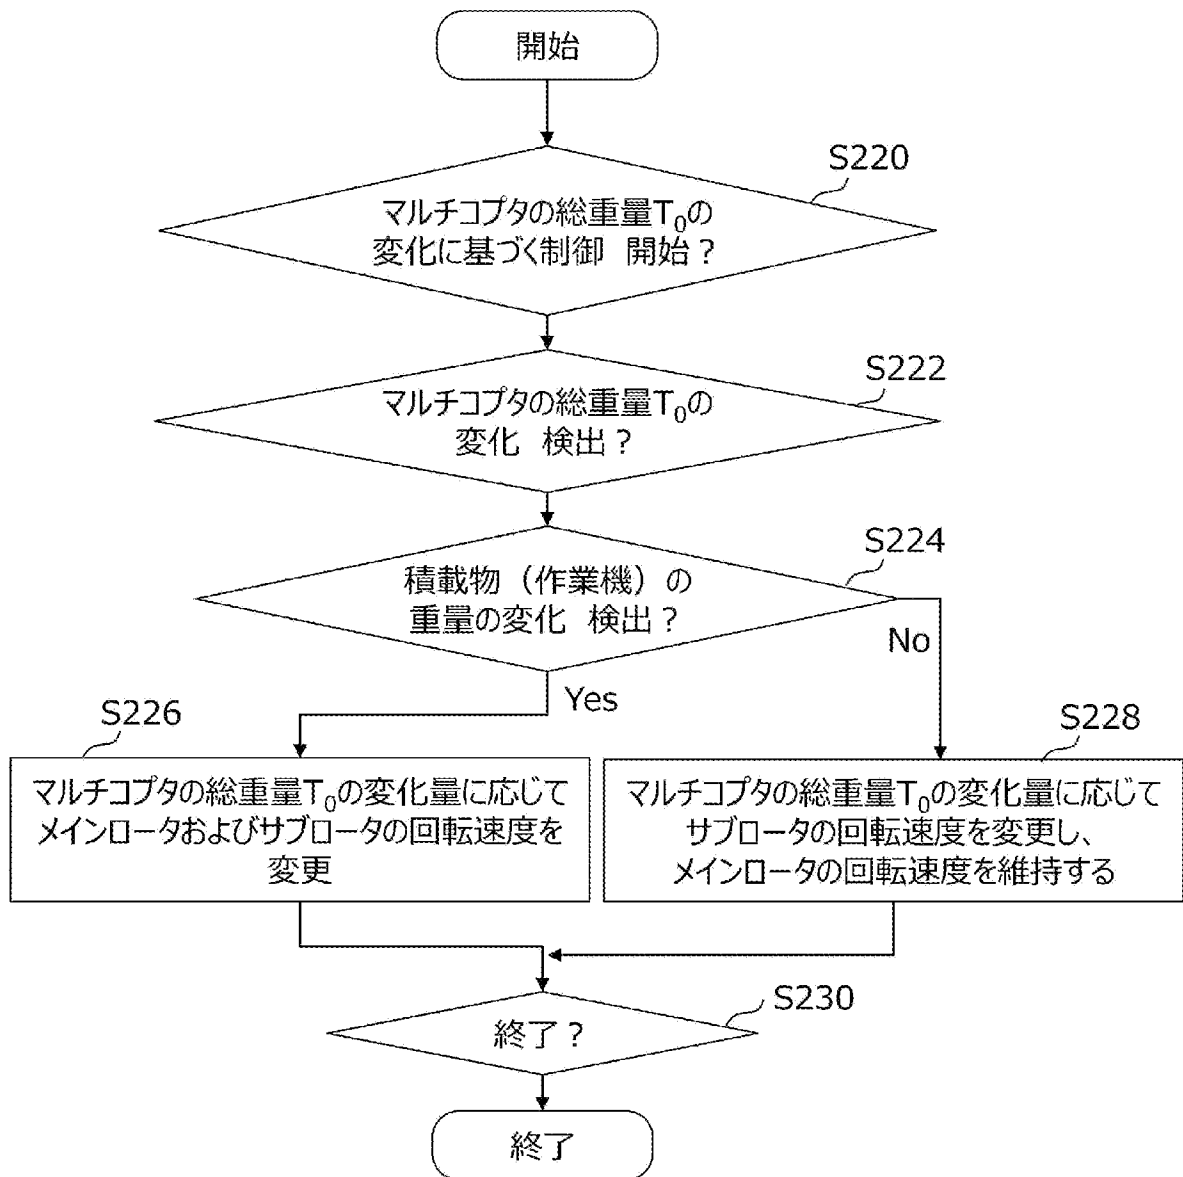 開始
S220
マルチコプタの総重量T₀の
変化に基づく制御 開始？
S222
マルチコプタの総重量T₀の
変化 検出？
S224
積載物（作業機）の
重量の変化 検出？
No
Yes
S226
マルチコプタの総重量T₀の変化量に応じて
メインロータおよびサブロータの回転速度を
変更
S228
マルチコプタの総重量T₀の変化量に応じて
サブロータの回転速度を変更し、
メインロータの回転速度を維持する
S230
終了？
終了